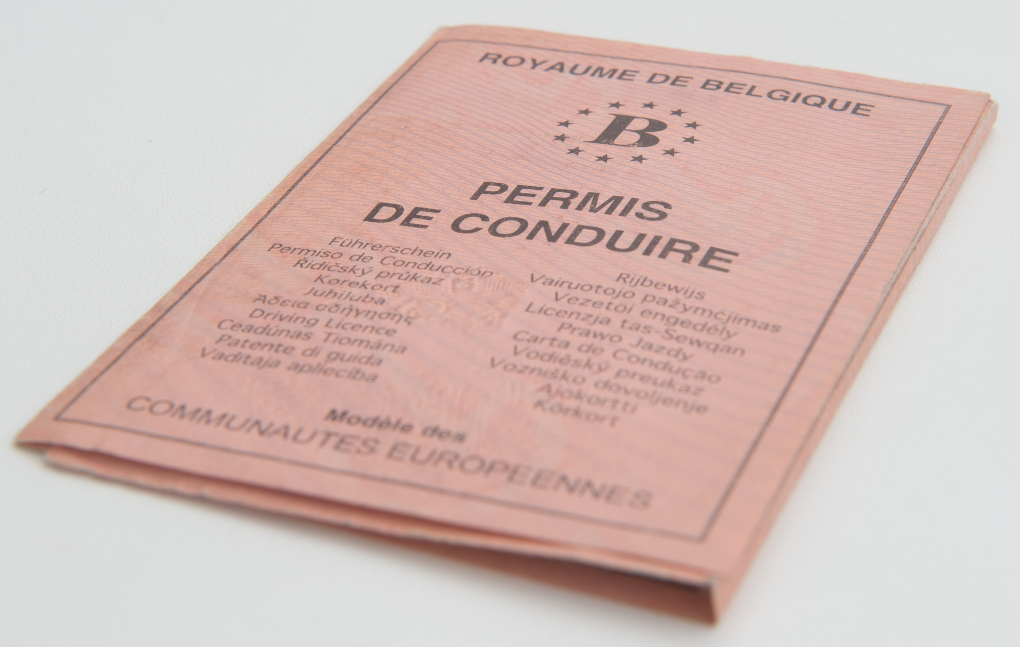 ROYAUME DE BELGIQUE
B
PERMIS
DE CONDUIRE
Führerschein
Permiso de Conducción
Řidičský průkaz
Korekort
Juhiluba
Άδεια οδήγησης
Driving Licence
Ceadúnas Tiomána
Patente di guida
Vadītāja apliecība
Rijbewijs
Vairuotojo pažymėjimas
Vezetői engedély
Licenzja tas-Sewqan
Prawo Jazdy
Carta de Condução
Vodičský preukaz
Vozniško dovoljenje
Ajokortti
Körkort
Modèle des
COMMUNAUTES EUROPEENNES